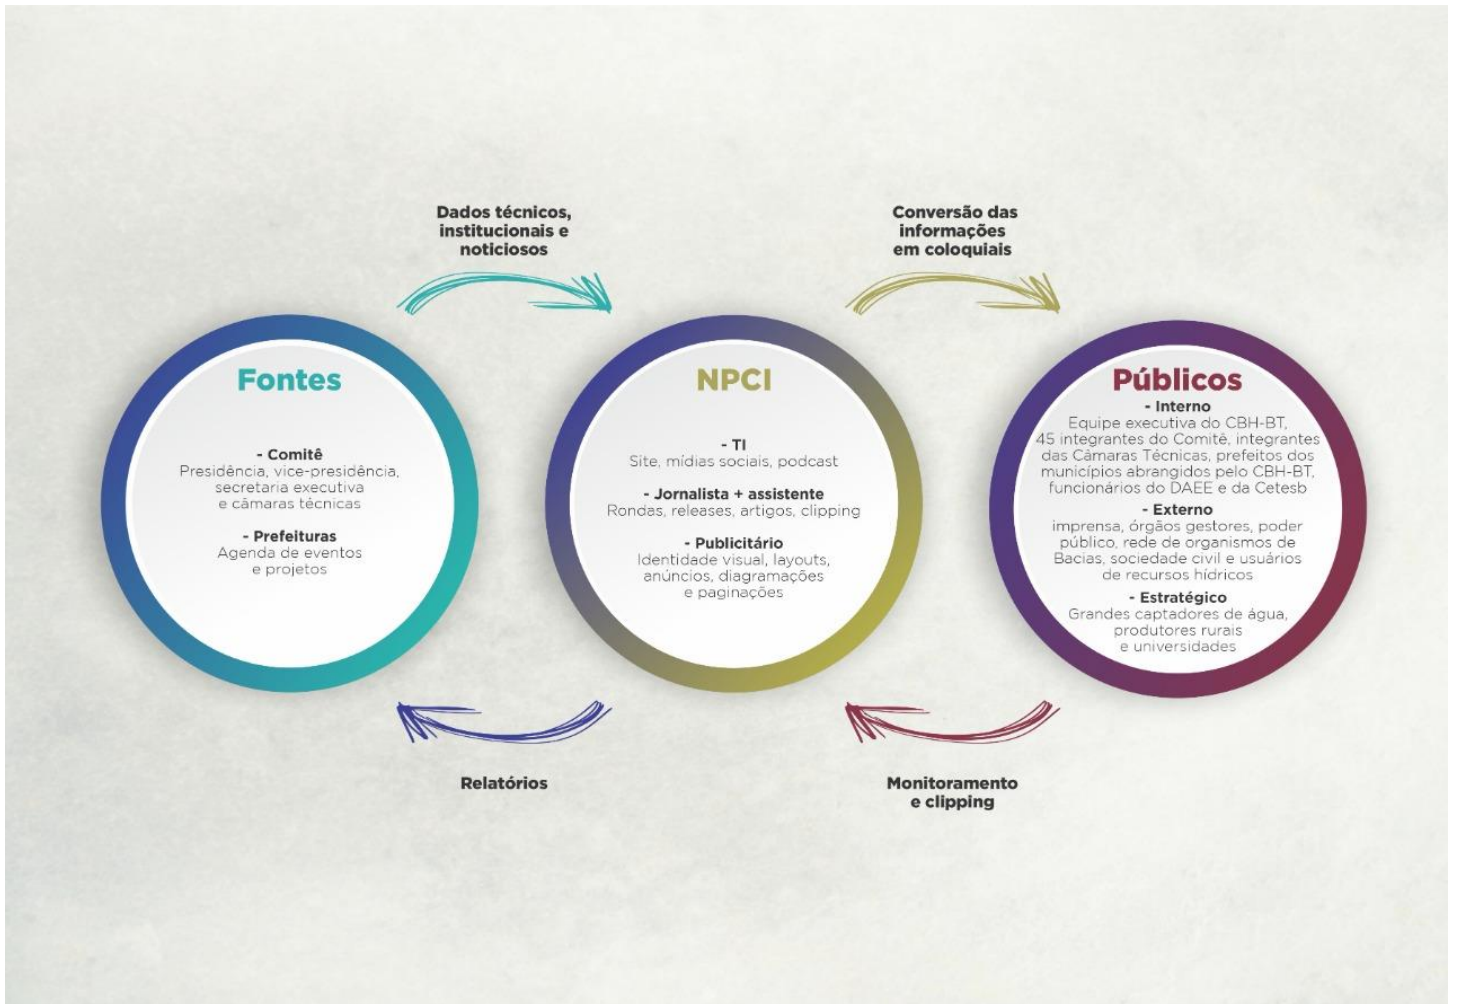 Dados técnicos,
institucionais e
noticiosos
Conversão das
informações
em coloquiais
Fontes
- Comitê
Presidência, vice-presidência,
secretaria executiva
e câmaras técnicas
- Prefeituras
Agenda de eventos
e projetos
NPCI
- TI
Site, mídias sociais, podcast
- Jornalista + assistente
Rondas, releases, artigos, clipping
- Publicitário
Identidade visual, layouts,
anúncios, diagramações
e paginações
Públicos
- Interno
Equipe executiva do CBH-BT,
45 integrantes do Comitê, integrantes
das Câmaras Técnicas, prefeitos dos
municípios abrangidos pelo CBH-BT,
funcionários do DAEE e da Cetesb
- Externo
imprensa, órgãos gestores, poder
público, rede de organismos de
Bacias, sociedade civil e usuários
de recursos hídricos
- Estratégico
Grandes captadores de água,
produtores rurais
e universidades
Relatórios
Monitoramento
e clipping